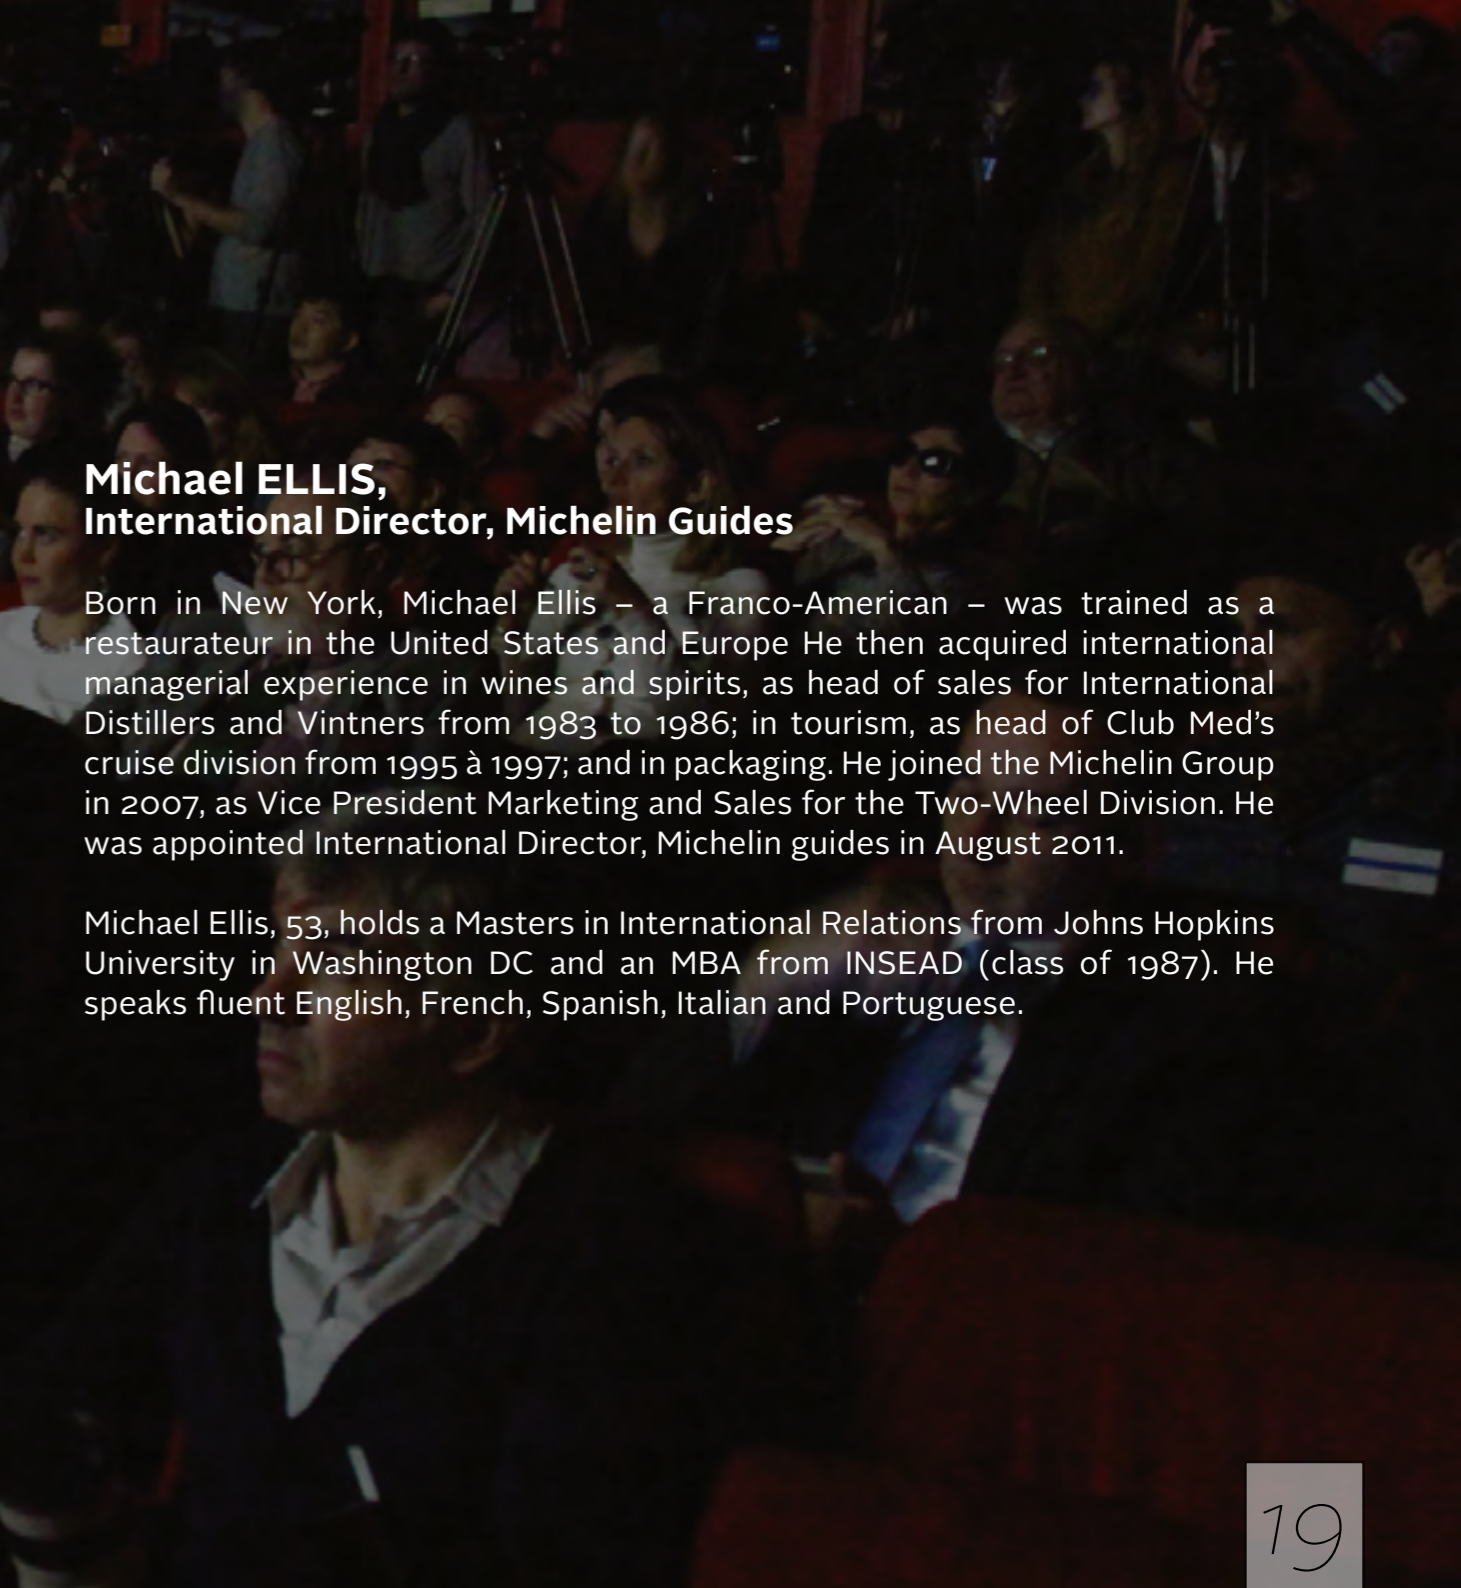 Michael ELLIS,
International Director, Michelin Guides
Born in New York, Michael Ellis – a Franco-American – was trained as a
restaurateur in the United States and Europe He then acquired international
managerial experience in wines and spirits, as head of sales for International
Distillers and Vintners from 1983 to 1986; in tourism, as head of Club Med’s
cruise division from 1995 à 1997; and in packaging. He joined the Michelin Group
in 2007, as Vice President Marketing and Sales for the Two-Wheel Division. He
was appointed International Director, Michelin guides in August 2011.
Michael Ellis, 53, holds a Masters in International Relations from Johns Hopkins
University in Washington DC and an MBA from INSEAD (class of 1987). He
speaks fluent English, French, Spanish, Italian and Portuguese.
19